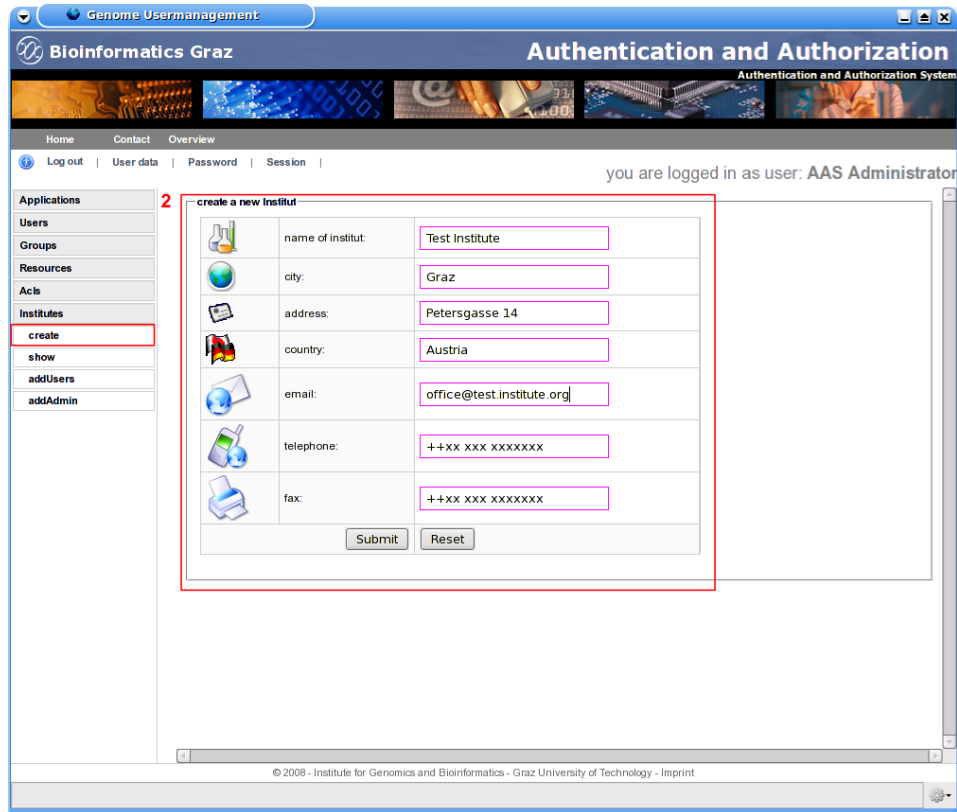 Genome Usermanagement
Bioinformatics Graz
Authentication and Authorization
Authentication and Authorization System
Home Contact Overview
Log out | User data | Password | Session |
you are logged in as user: AAS Administrator
Applications
Users
Groups
Resources
Acls
Institutes
create
show
addUsers
addAdmin
2
create a new Institut
name of institut: Test Institute
city: Graz
address: Petersgasse 14
country: Austria
email: office@test.institute.org
telephone: ++xx xxx xxxxxxx
fax: ++xx xxx xxxxxxx
Submit Reset
© 2008 - Institute for Genomics and Bioinformatics - Graz University of Technology - Imprint